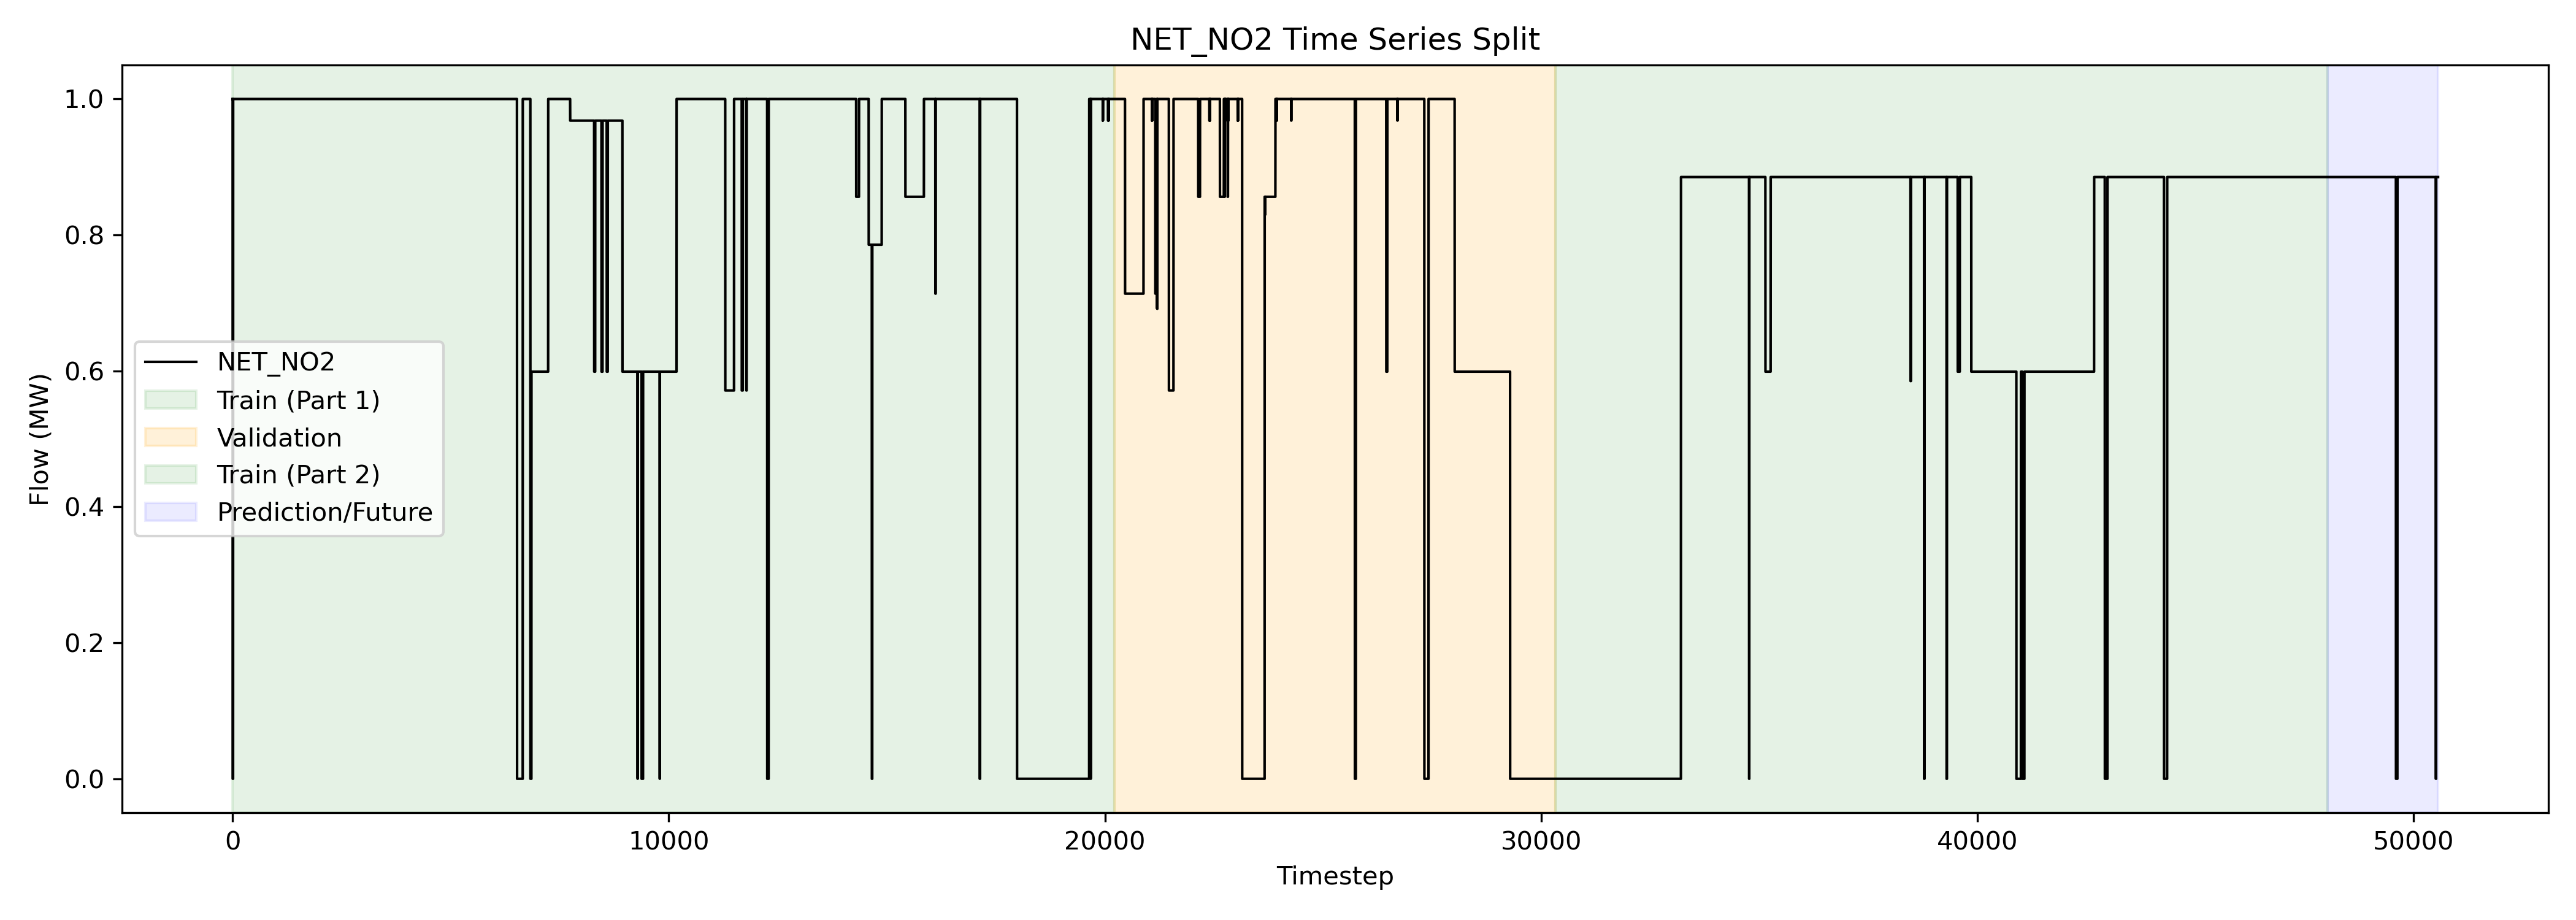 NET_NO2 Time Series Split
Flow (MW)
1.0
0.8
0.6
0.4
0.2
0.0
NET_NO2
Train (Part 1)
Validation
Train (Part 2)
Prediction/Future
0 10000 20000 30000 40000 50000
Timestep